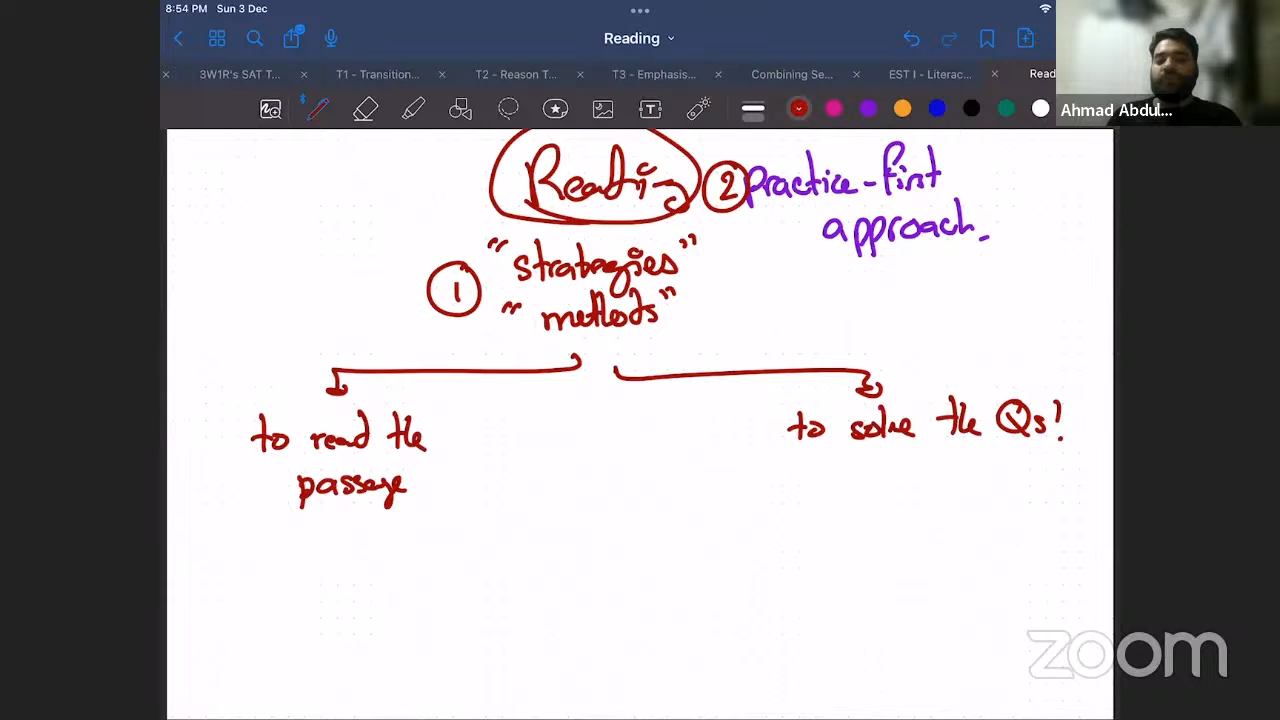 8:54 PM Sun 3 Dec
Reading
3W1R's SAT T...
T1 - Transition...
T2 - Reason T...
T3 - Emphasis...
Combining Se...
EST I - Literac...
Read
Ahmad Abdul...
Reading
2 practice-first
approach.
1 "strategies"
"methods"
to read the
passage
to solve the Qs!
zoom